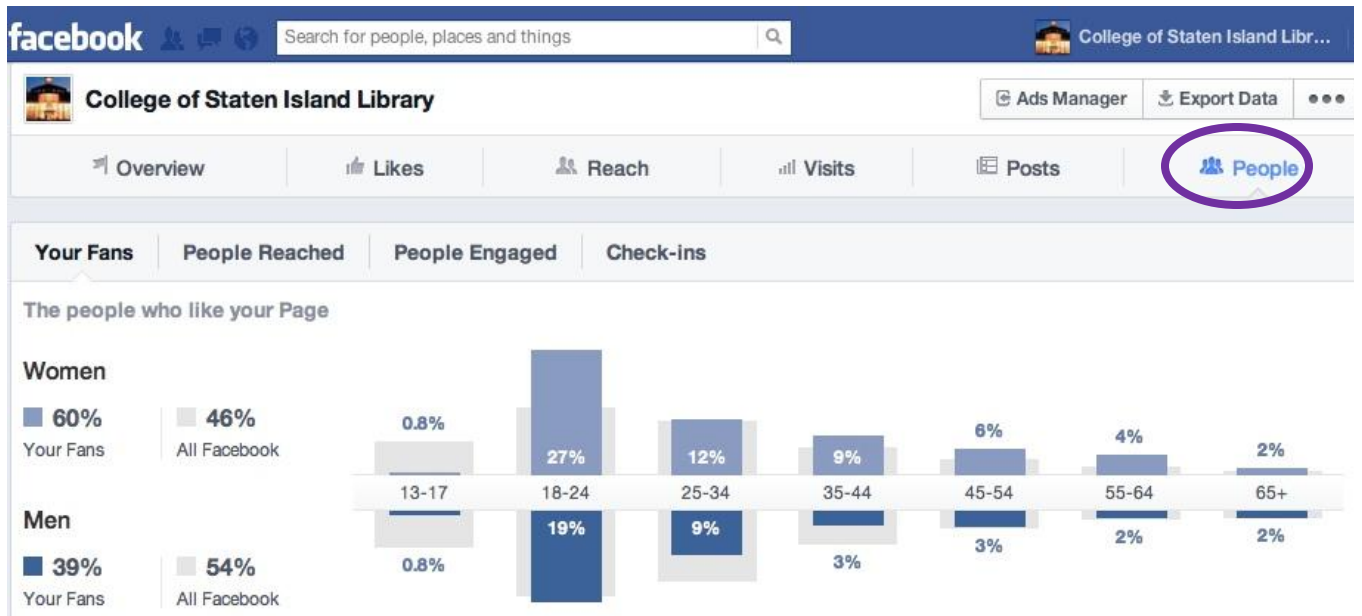 facebook Search for people, places and things College of Staten Island Libr...
College of Staten Island Library Ads Manager Export Data
Overview Likes Reach Visits Posts People
Your Fans People Reached People Engaged Check-ins
The people who like your Page
Women
60% 46%
Your Fans All Facebook
0.8% 27% 12% 9% 6% 4% 2%
13-17 18-24 25-34 35-44 45-54 55-64 65+
Men
39% 54%
Your Fans All Facebook
0.8% 19% 9% 3% 3% 2% 2%